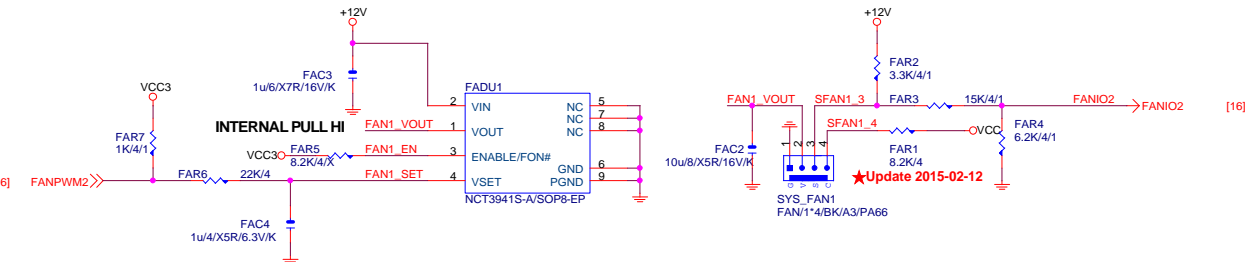 +12V
FAC3
1u/6/X7R/16V/K
VCC3
FAR7
1K/4/1
INTERNAL PULL HI
FAN1_VOUT
VCC3
FAR5
8.2K/4/X
FAN1_EN
6]
FANPWM2
FAR6
22K/4
FAN1_SET
FAC4
1u/4/X5R/6.3V/K
FADU1
2
VIN
NC
5
NC
7
1
VOUT
NC
8
3
ENABLE/FON#
GND
6
4
VSET
PGND
9
NCT3941S-A/SOP8-EP
+12V
FAR2
3.3K/4/1
FAN1_VOUT
SFAN1_3
FAR3
15K/4/1
FANIO2
FANIO2
[16]
SFAN1_4
VCC
FAR4
6.2K/4/1
FAC2
10u/8/X5R/16V/K
FAR1
8.2K/4
1
2
3
4
G
V
S
C
★Update 2015-02-12
SYS_FAN1
FAN/1*4/BK/A3/PA66